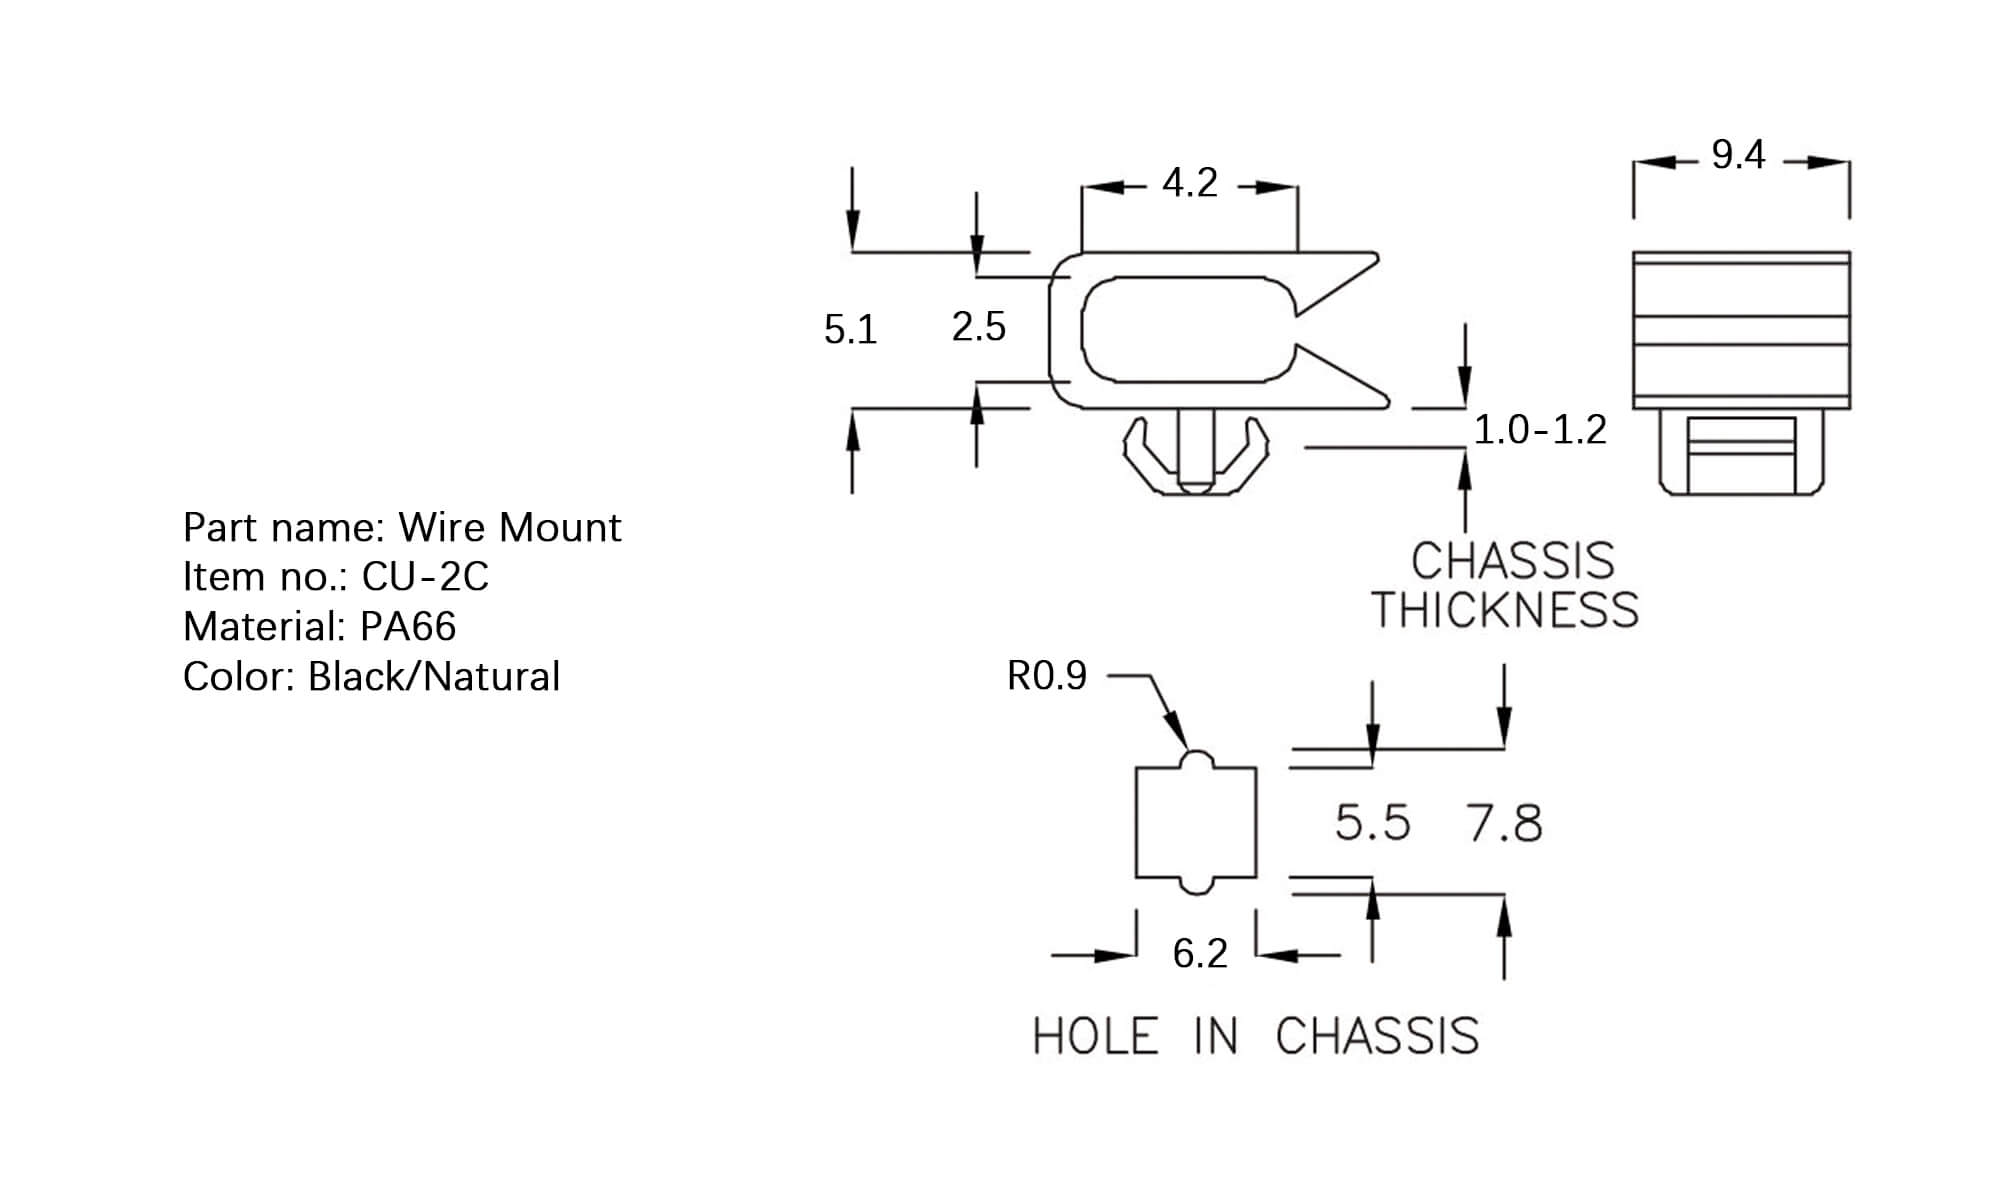 9.4
4.2
5.1
2.5
1.0-1.2
Part name: Wire Mount
Item no.: CU-2C
Material: PA66
Color: Black/Natural
CHASSIS
THICKNESS
R0.9
5.5
7.8
6.2
HOLE IN CHASSIS